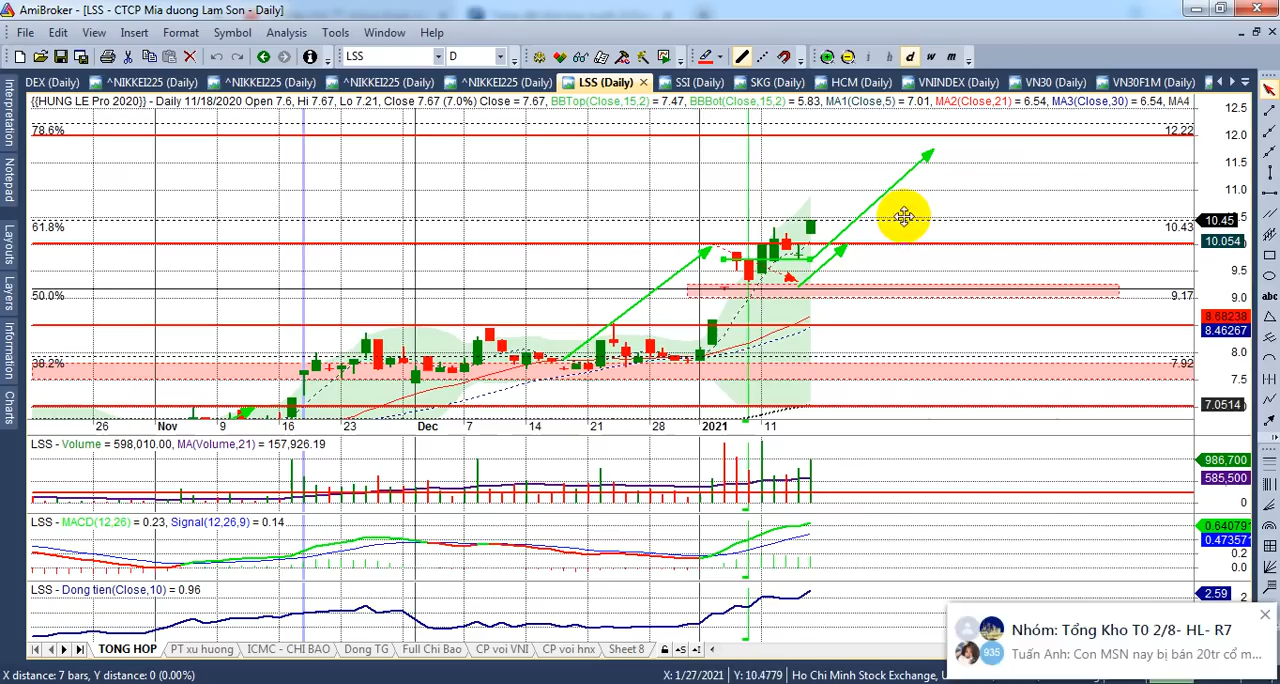 AmiBroker - [LSS - CTCP Mia duong Lam Son - Daily]
File Edit View Insert Format Symbol Analysis Tools Window Help
LSS D i h d w m
DEX (Daily) ^NIKKEI225 (Daily) ^NIKKEI225 (Daily) ^NIKKEI225 (Daily) ^NIKKEI225 (Daily) LSS (Daily) SSI (Daily) SKG (Daily) HCM (Daily) VNINDEX (Daily) VN30 (Daily) VN30F1M (Daily)
{{HUNG LE Pro 2020}} - Daily 11/18/2020 Open 7.6, Hi 7.67, Lo 7.21, Close 7.67 (7.0%) Close = 7.67, BBTop(Close,15,2) = 7.47, BBBot(Close,15,2) = 5.83, MA1(Close,5) = 7.01, MA2(Close,21) = 6.54, MA3(Close,30) = 6.54, MA4
Interpretation
Notepad
Layouts
Layers
Information
Charts
12.5
78.6% 12.22 12.0
11.5
11.0
10.45
61.8% 10.43
10.054
9.5
50.0% 9.17 9.0
8.68238
8.46267
8.0
38.2% 7.92
7.5
7.0514
26 Nov 9 16 23 Dec 7 14 21 28 2021 11
abc
LSS - Volume = 598,010.00, MA(Volume,21) = 157,926.19
986,700
585,500
0
LSS - MACD(12,26) = 0.23, Signal(12,26,9) = 0.14
0.64079
0.47357
0.2
0.0
LSS - Dong tien(Close,10) = 0.96
2.59 2
TONG HOP PT xu huong ICMC - CHI BAO Dong TG Full Chi Bao CP voi VNI CP voi hnx Sheet 8
Nhóm: Tổng Kho T0 2/8- HL- R7
935 Tuấn Anh: Con MSN nay bị bán 20tr cổ m...
X distance: 7 bars, Y distance: 0 (0.00%) X: 1/27/2021 Y: 10.4779 Ho Chi Minh Stock Exchange,